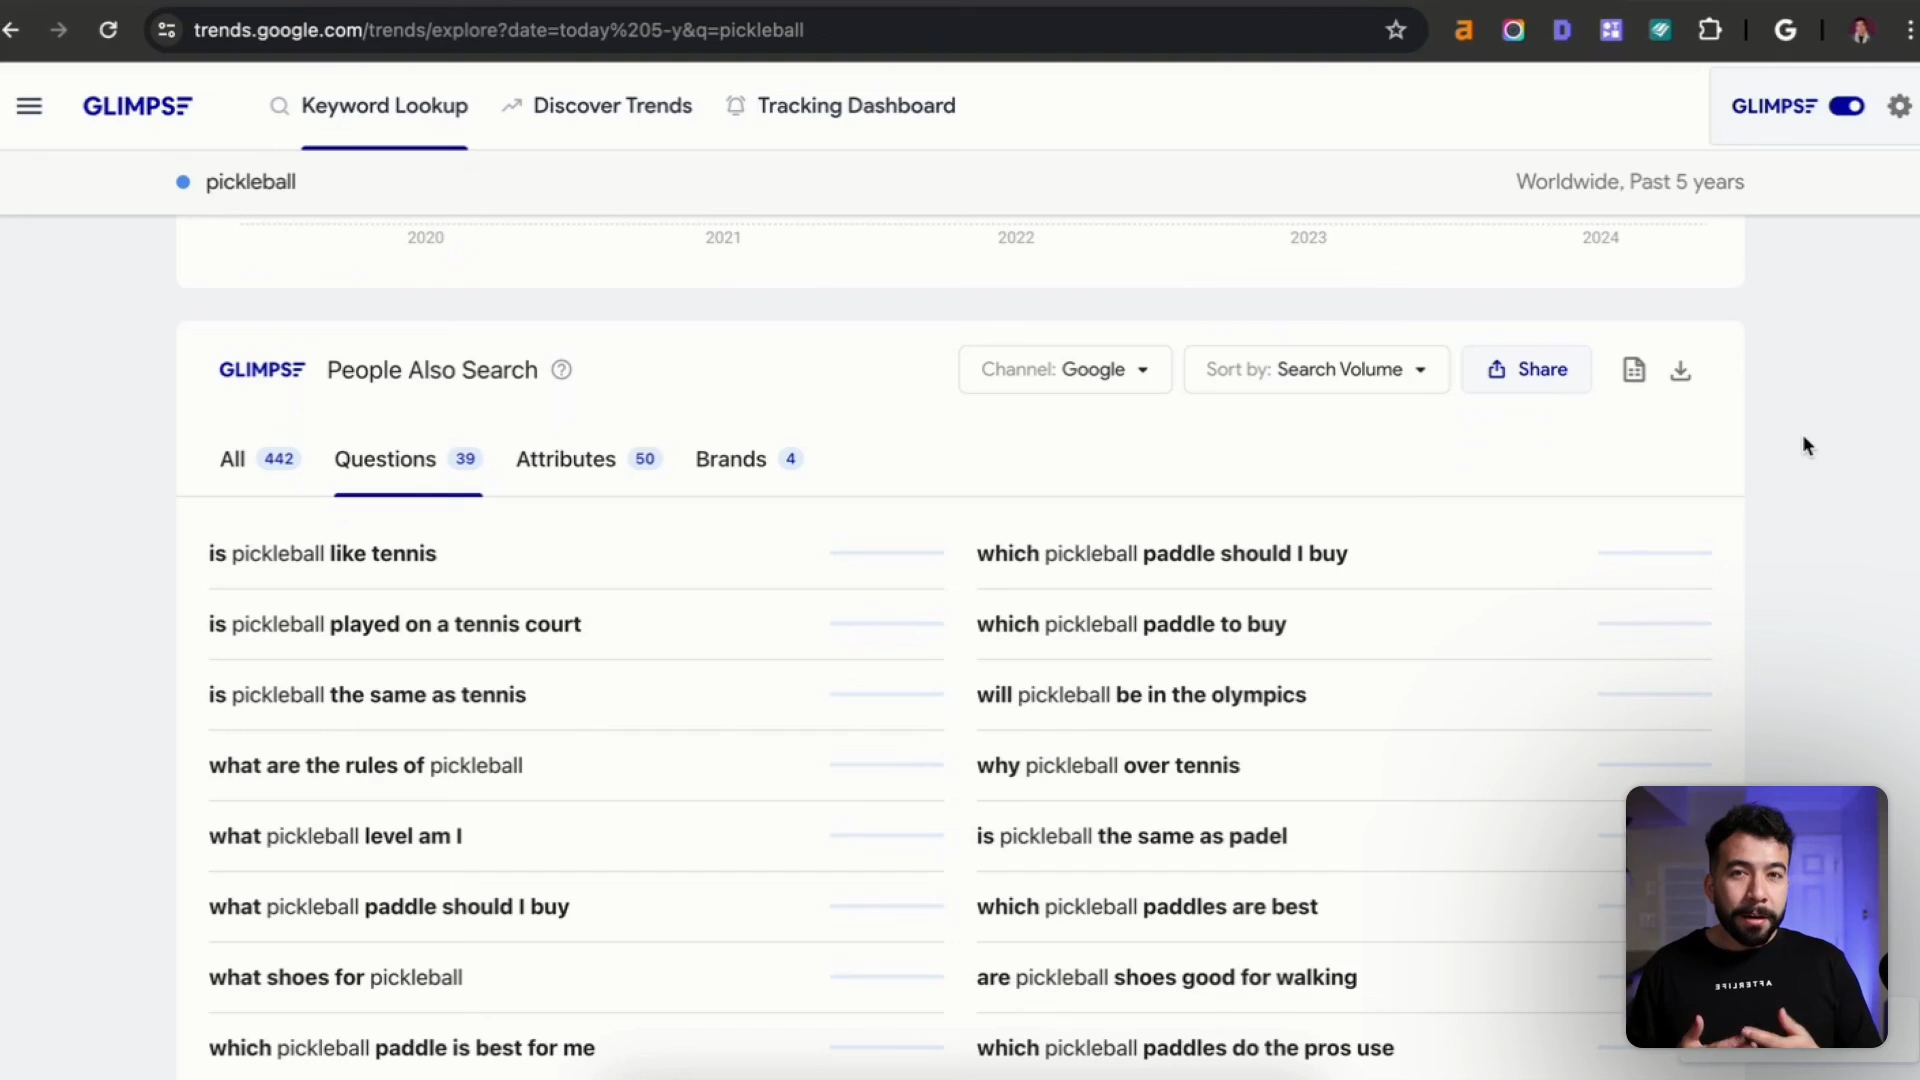 trends.google.com/trends/explore?date=today%205-y&q=pickleball
GLIMPSE
Keyword Lookup
Discover Trends
Tracking Dashboard
GLIMPSE
pickleball
Worldwide, Past 5 years
2020
2021
2022
2023
2024
GLIMPSE
People Also Search
Channel: Google
Sort by: Search Volume
Share
All 442
Questions 39
Attributes 50
Brands 4
is pickleball like tennis
is pickleball played on a tennis court
is pickleball the same as tennis
what are the rules of pickleball
what pickleball level am I
what pickleball paddle should I buy
what shoes for pickleball
which pickleball paddle is best for me
which pickleball paddle should I buy
which pickleball paddle to buy
will pickleball be in the olympics
why pickleball over tennis
is pickleball the same as padel
which pickleball paddles are best
are pickleball shoes good for walking
which pickleball paddles do the pros use
AFTERLIFE